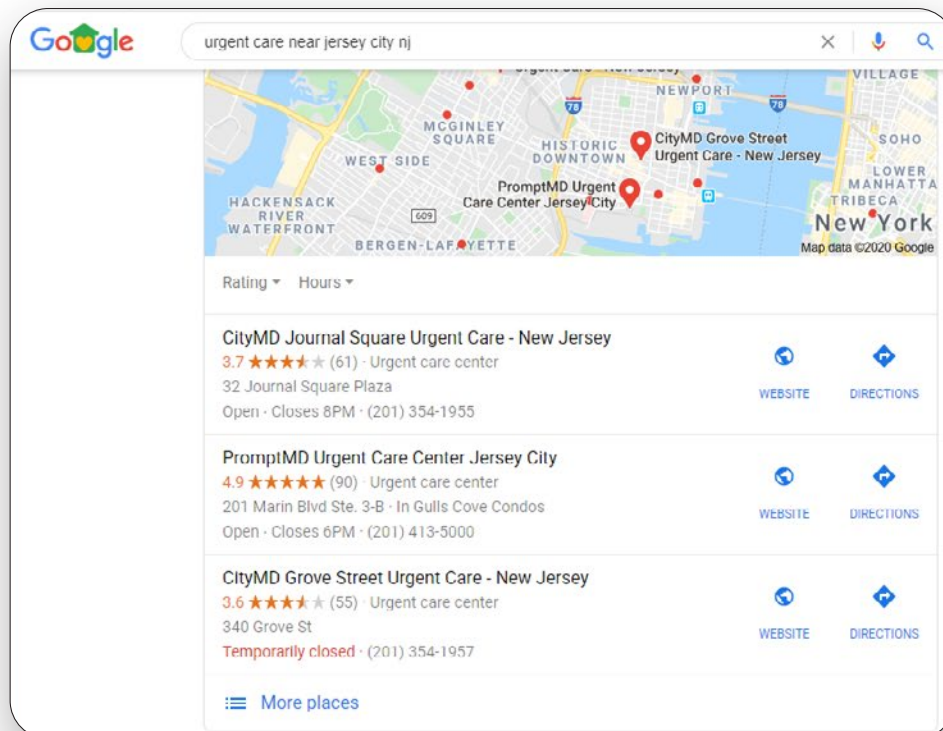 Google
urgent care near jersey city nj
Urgent Care - New Jersey
VILLAGE
NEWPORT
78
78
MCGINLEY
SQUARE
CityMD Grove Street
Urgent Care - New Jersey
SOHO
HISTORIC
DOWNTOWN
WEST SIDE
LOWER
MANHATTA
PromptMD Urgent
Care Center Jersey City
TRIBECA
HACKENSACK
RIVER
WATERFRONT
609
New York
BERGEN-LAFAYETTE
Map data ©2020 Google
Rating Hours
CityMD Journal Square Urgent Care - New Jersey
3.7 (61) · Urgent care center
32 Journal Square Plaza
Open · Closes 8PM · (201) 354-1955
WEBSITE DIRECTIONS
PromptMD Urgent Care Center Jersey City
4.9 (90) · Urgent care center
201 Marin Blvd Ste. 3-B · In Gulls Cove Condos
Open · Closes 6PM · (201) 413-5000
WEBSITE DIRECTIONS
CityMD Grove Street Urgent Care - New Jersey
3.6 (55) · Urgent care center
340 Grove St
Temporarily closed · (201) 354-1957
WEBSITE DIRECTIONS
More places